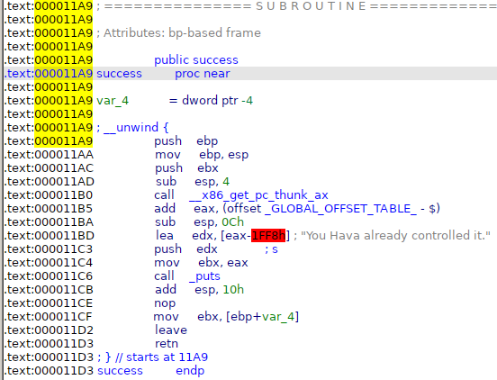 .text:000011A9 ; =============== S U B R O U T I N E =============
.text:000011A9
.text:000011A9 ; Attributes: bp-based frame
.text:000011A9
.text:000011A9 public success
.text:000011A9 success proc near
.text:000011A9
.text:000011A9 var_4 = dword ptr -4
.text:000011A9
.text:000011A9 ; __unwind {
.text:000011A9 push ebp
.text:000011AA mov ebp, esp
.text:000011AC push ebx
.text:000011AD sub esp, 4
.text:000011B0 call __x86_get_pc_thunk_ax
.text:000011B5 add eax, (offset _GLOBAL_OFFSET_TABLE_ - $)
.text:000011BA sub esp, 0Ch
.text:000011BD lea edx, [eax-1FF8h] ; "You Hava already controlled it."
.text:000011C3 push edx ; s
.text:000011C4 mov ebx, eax
.text:000011C6 call _puts
.text:000011CB add esp, 10h
.text:000011CE nop
.text:000011CF mov ebx, [ebp+var_4]
.text:000011D2 leave
.text:000011D3 retn
.text:000011D3 ; } // starts at 11A9
.text:000011D3 success endp